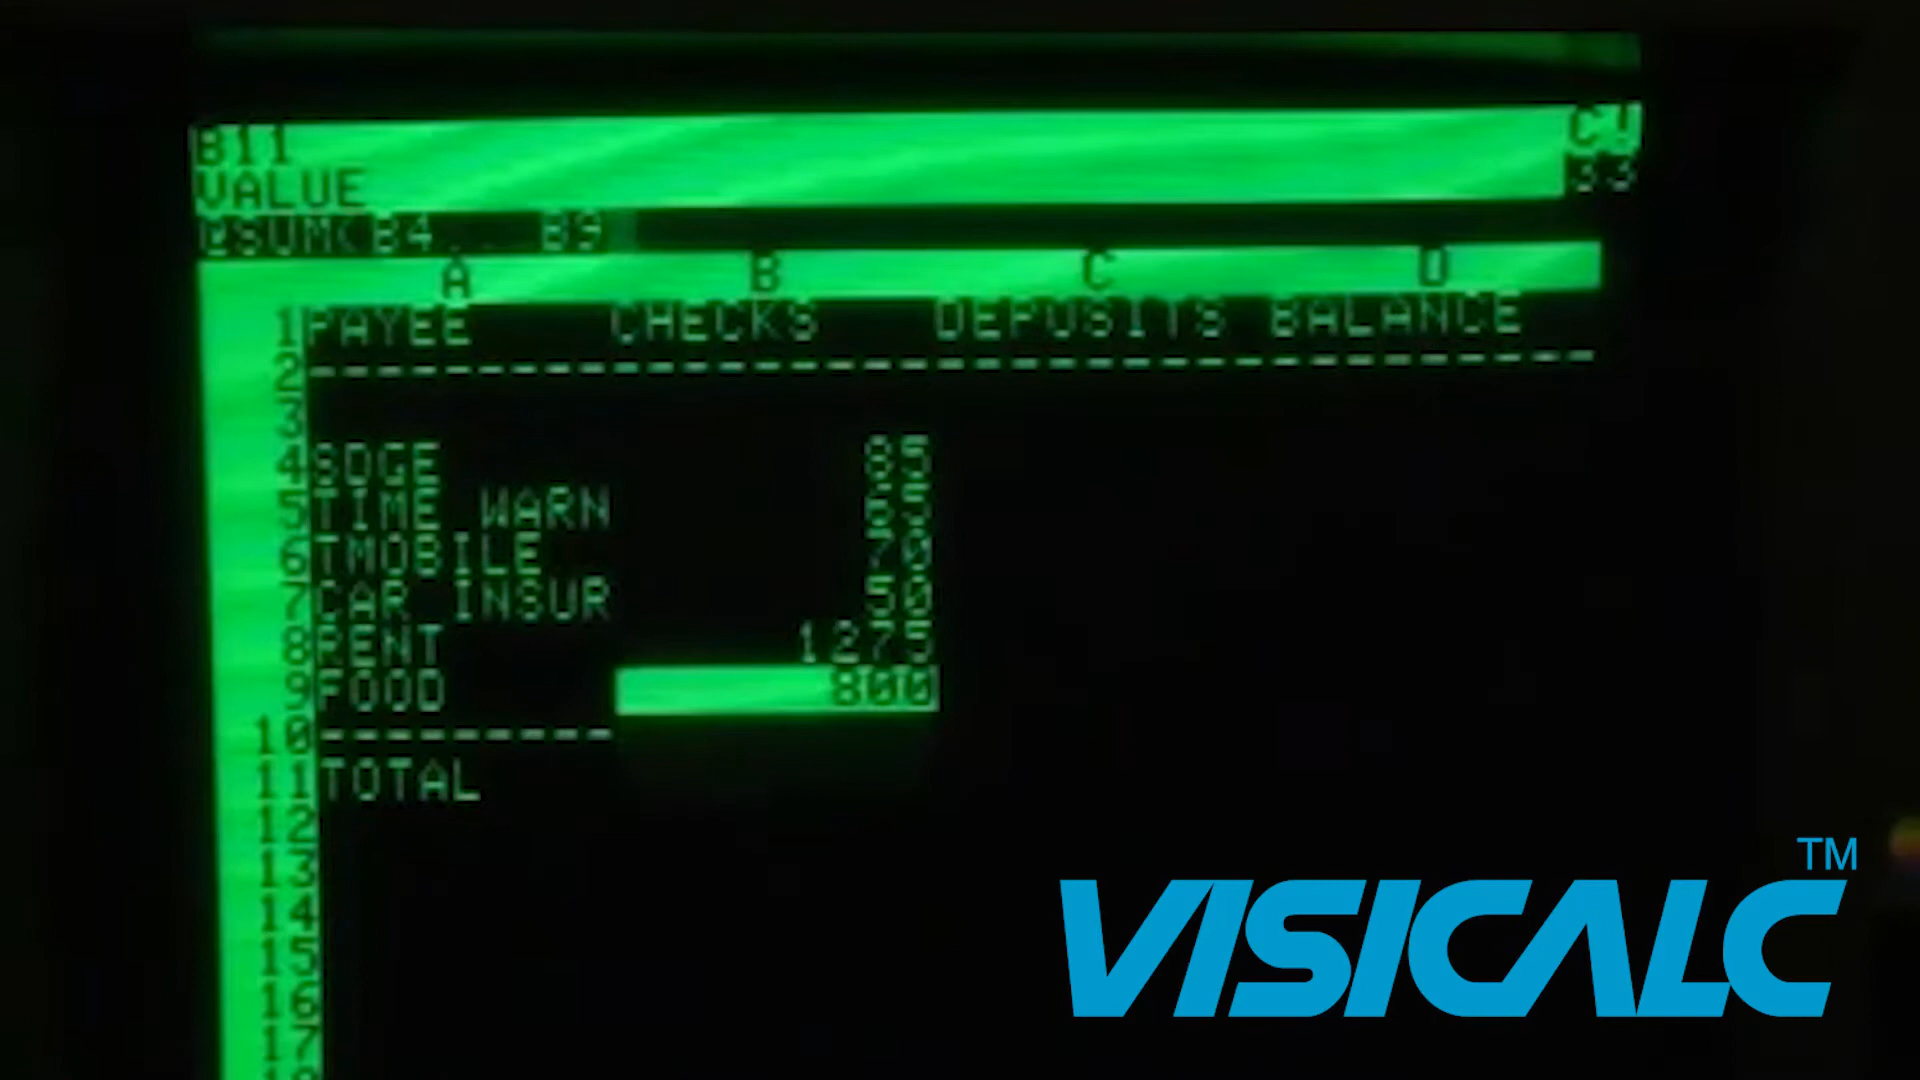 B11 C!
VALUE 33
@SUM(B4... B9
A B C D
1 PAYEE CHECKS DEPOSITS BALANCE
2 ---------------------------------------
3
4 SDGE 85
5 TIME WARN
6 TMOBILE 70
7 CAR INSUR 50
8 RENT 1275
9 FOOD 800
10 ---------
11 TOTAL
12
13
14
15
16
17
TM
VISICALC